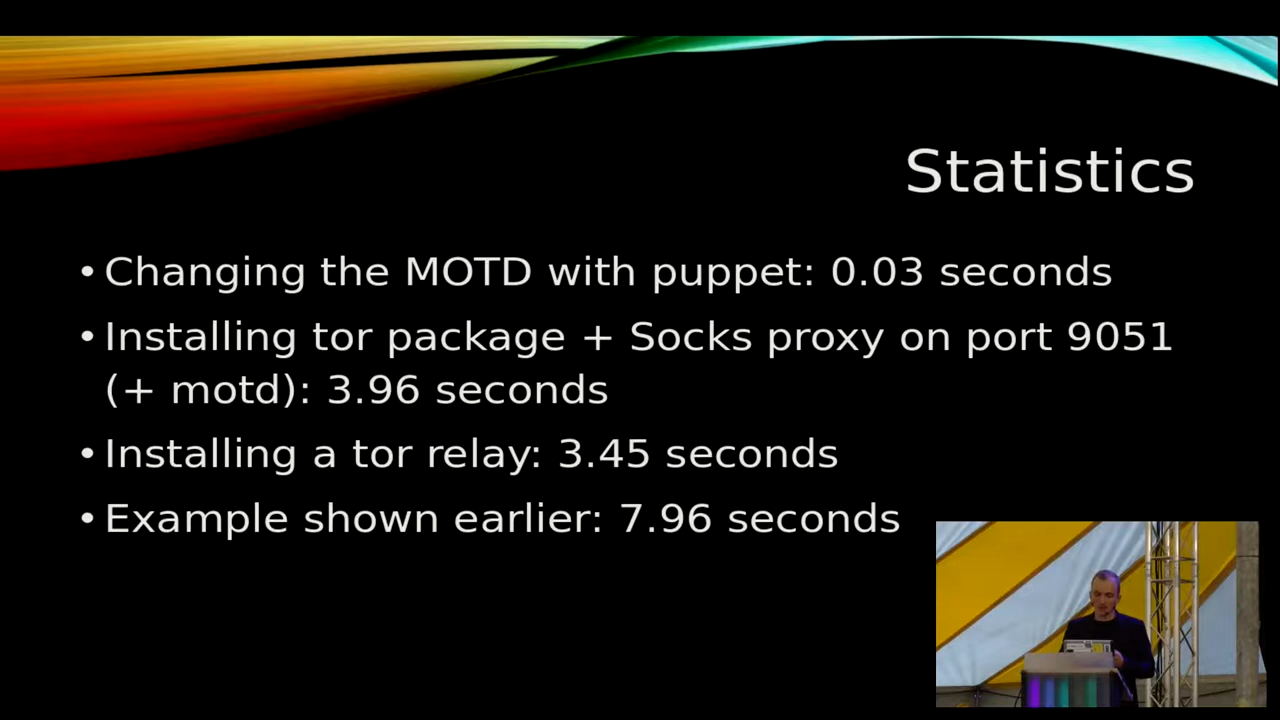 Statistics
• Changing the MOTD with puppet: 0.03 seconds
• Installing tor package + Socks proxy on port 9051
(+ motd): 3.96 seconds
• Installing a tor relay: 3.45 seconds
• Example shown earlier: 7.96 seconds